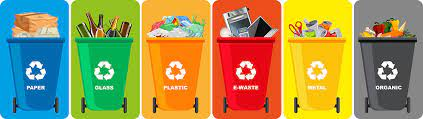 PAPER
GLASS
PLASTIC
E-WASTE
METAL
ORGANIC